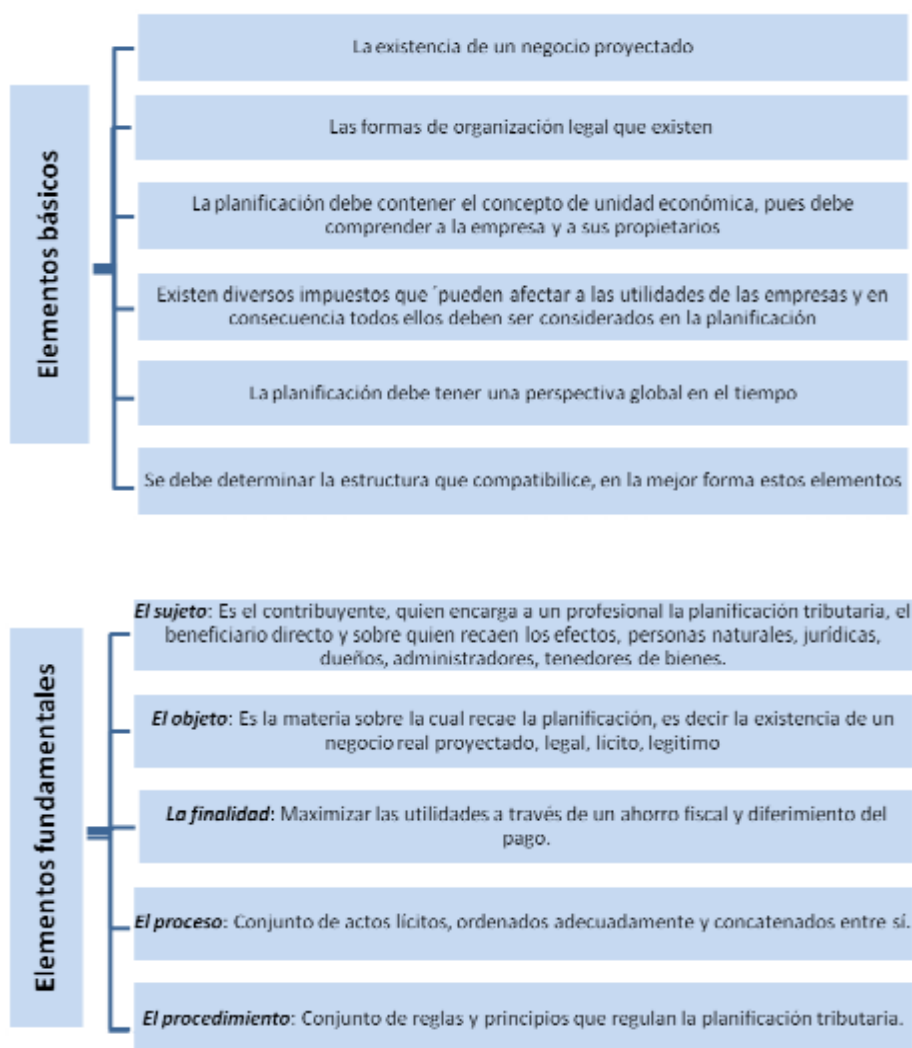 Elementos básicos
La existencia de un negocio proyectado
Las formas de organización legal que existen
La planificación debe contener el concepto de unidad económica, pues debe
comprender a la empresa y a sus propietarios
Existen diversos impuestos que ´pueden afectar a las utilidades de las empresas y en
consecuencia todos ellos deben ser considerados en la planificación
La planificación debe tener una perspectiva global en el tiempo
Se debe determinar la estructura que compatibilice, en la mejor forma estos elementos
Elementos fundamentales
El sujeto: Es el contribuyente, quien encarga a un profesional la planificación tributaria, el
beneficiario directo y sobre quien recaen los efectos, personas naturales, jurídicas,
dueños, administradores, tenedores de bienes.
El objeto: Es la materia sobre la cual recae la planificación, es decir la existencia de un
negocio real proyectado, legal, lícito, legitimo
La finalidad: Maximizar las utilidades a través de un ahorro fiscal y diferimiento del
pago.
El proceso: Conjunto de actos lícitos, ordenados adecuadamente y concatenados entre sí.
El procedimiento: Conjunto de reglas y principios que regulan la planificación tributaria.